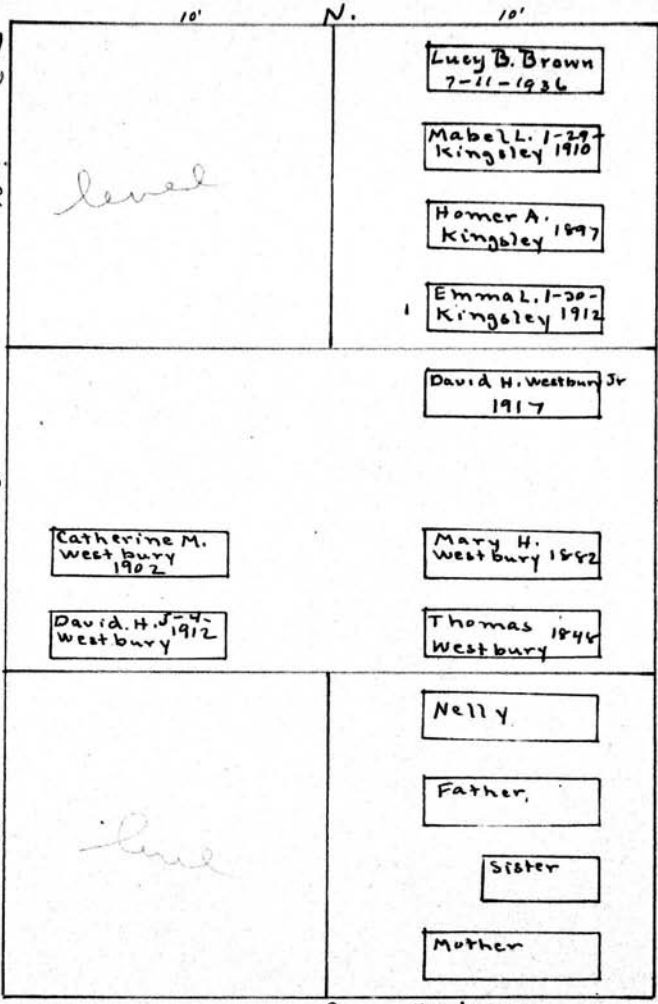 10' N. 10'
Lucy B. Brown
7-11-1936
Mabel L. 1-29-
Kingsley 1910
level
Homer A.
Kingsley 1897
Emma L. 1-20-
Kingsley 1912
David H. Westbury Jr
1917
Catherine M.
Westbury
1902
Mary H.
Westbury 1882
David. H. 5-4-
Westbury 1912
Thomas
Westbury 1848
Nelly
Father,
Sister
Mother